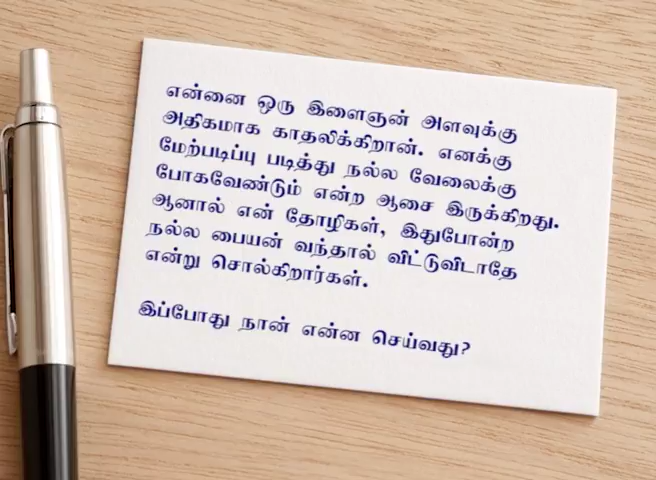 என்னை ஒரு இளைஞன் அளவுக்கு
அதிகமாக காதலிக்கிறான். எனக்கு
மேற்படிப்பு படித்து நல்ல வேலைக்கு
போகவேண்டும் என்ற ஆசை இருக்கிறது.
ஆனால் என் தோழிகள், இதுபோன்ற
நல்ல பையன் வந்தால் விட்டுவிடாதே
என்று சொல்கிறார்கள்.
இப்போது நான் என்ன செய்வது?